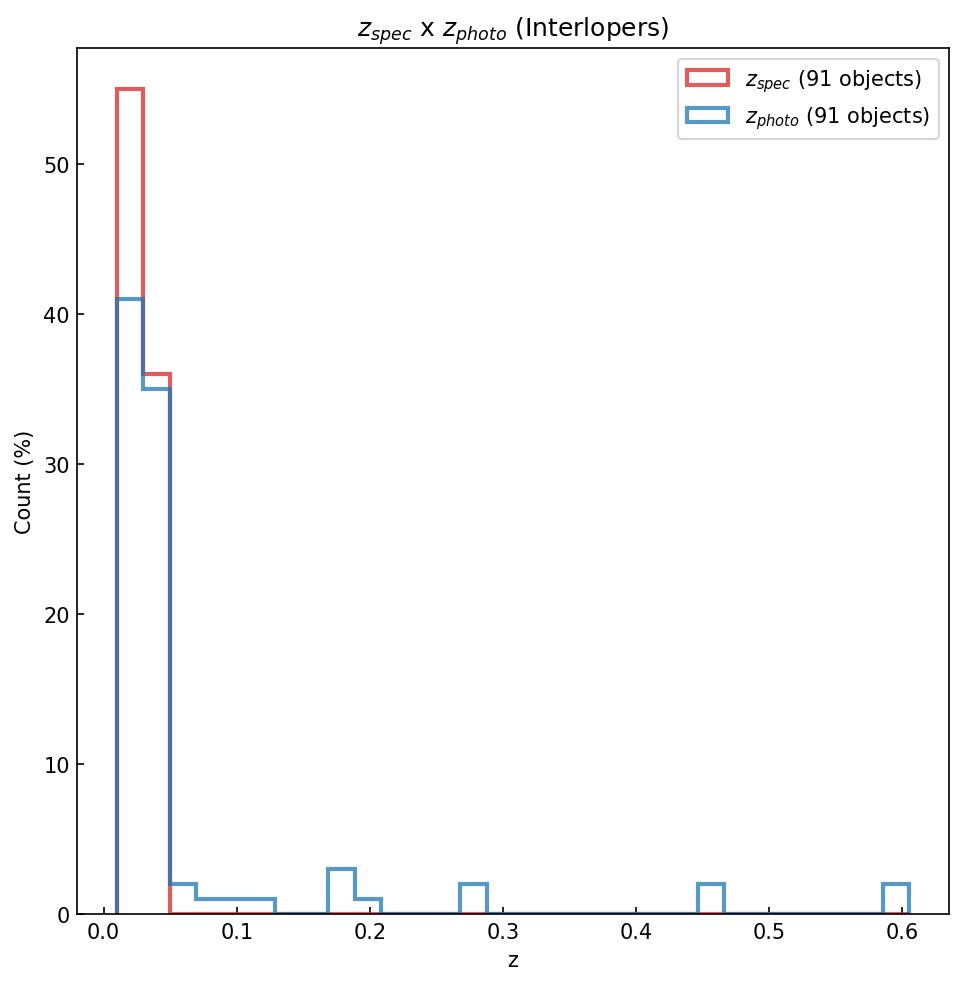 z_spec x z_photo (Interlopers)
z_spec (91 objects)
z_photo (91 objects)
Count (%)
50
40
30
20
10
0
0.0 0.1 0.2 0.3 0.4 0.5 0.6
z